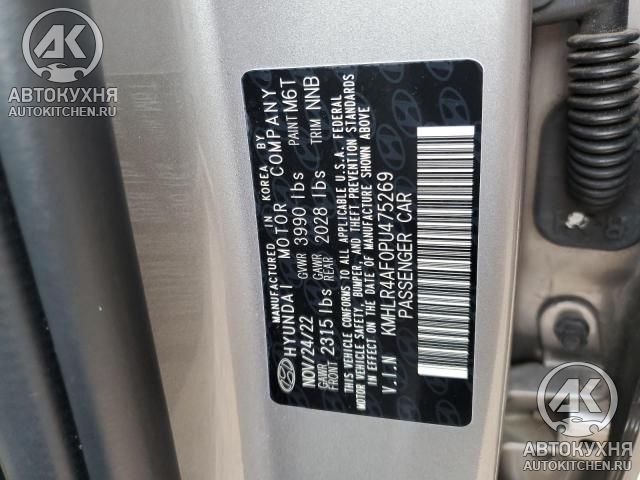 АК
АВТОКУХНЯ
AUTOKITCHEN.RU
MANUFACTURED IN KOREA BY
HYUNDAI MOTOR COMPANY
NOV/24/22 GVWR 3990 lbs PAINT M6T
GAWR FRONT 2315 lbs GAWR REAR 2028 lbs TRIM NNB
THIS VEHICLE CONFORMS TO ALL APPLICABLE U.S.A. FEDERAL
MOTOR VEHICLE SAFETY, BUMPER, AND THEFT PREVENTION STANDARDS
IN EFFECT ON THE DATE OF MANUFACTURE SHOWN ABOVE
V.I.N KMHLR4AF0PU475269
PASSENGER CAR
АК
АВТОКУХНЯ
AUTOKITCHEN.RU